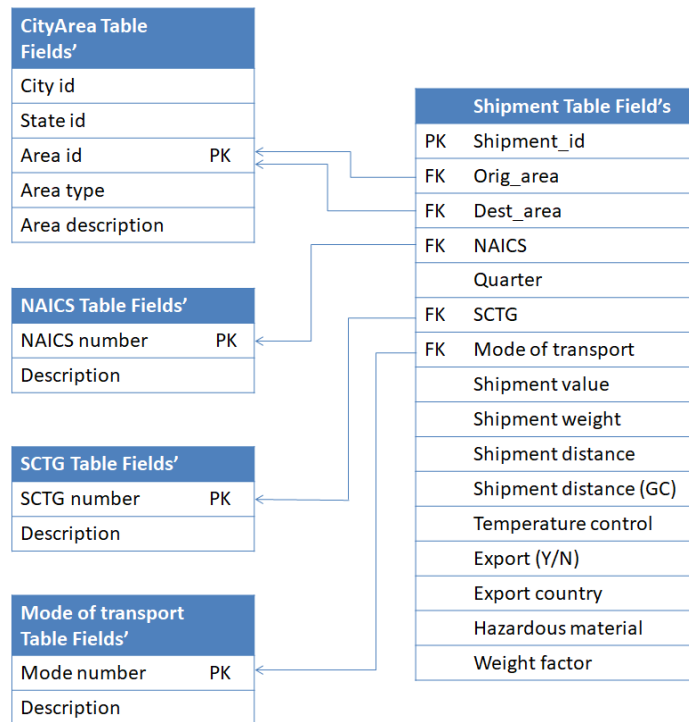 CityArea Table
Fields’
City id
State id
Area id PK
Area type
Area description
NAICS Table Fields’
NAICS number PK
Description
SCTG Table Fields’
SCTG number PK
Description
Mode of transport
Table Fields’
Mode number PK
Description
Shipment Table Field's
PK Shipment_id
FK Orig_area
FK Dest_area
FK NAICS
Quarter
FK SCTG
FK Mode of transport
Shipment value
Shipment weight
Shipment distance
Shipment distance (GC)
Temperature control
Export (Y/N)
Export country
Hazardous material
Weight factor